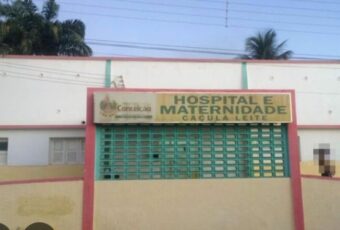 Conceição
HOSPITAL E
MATERNIDADE
CAÇULA LEITE